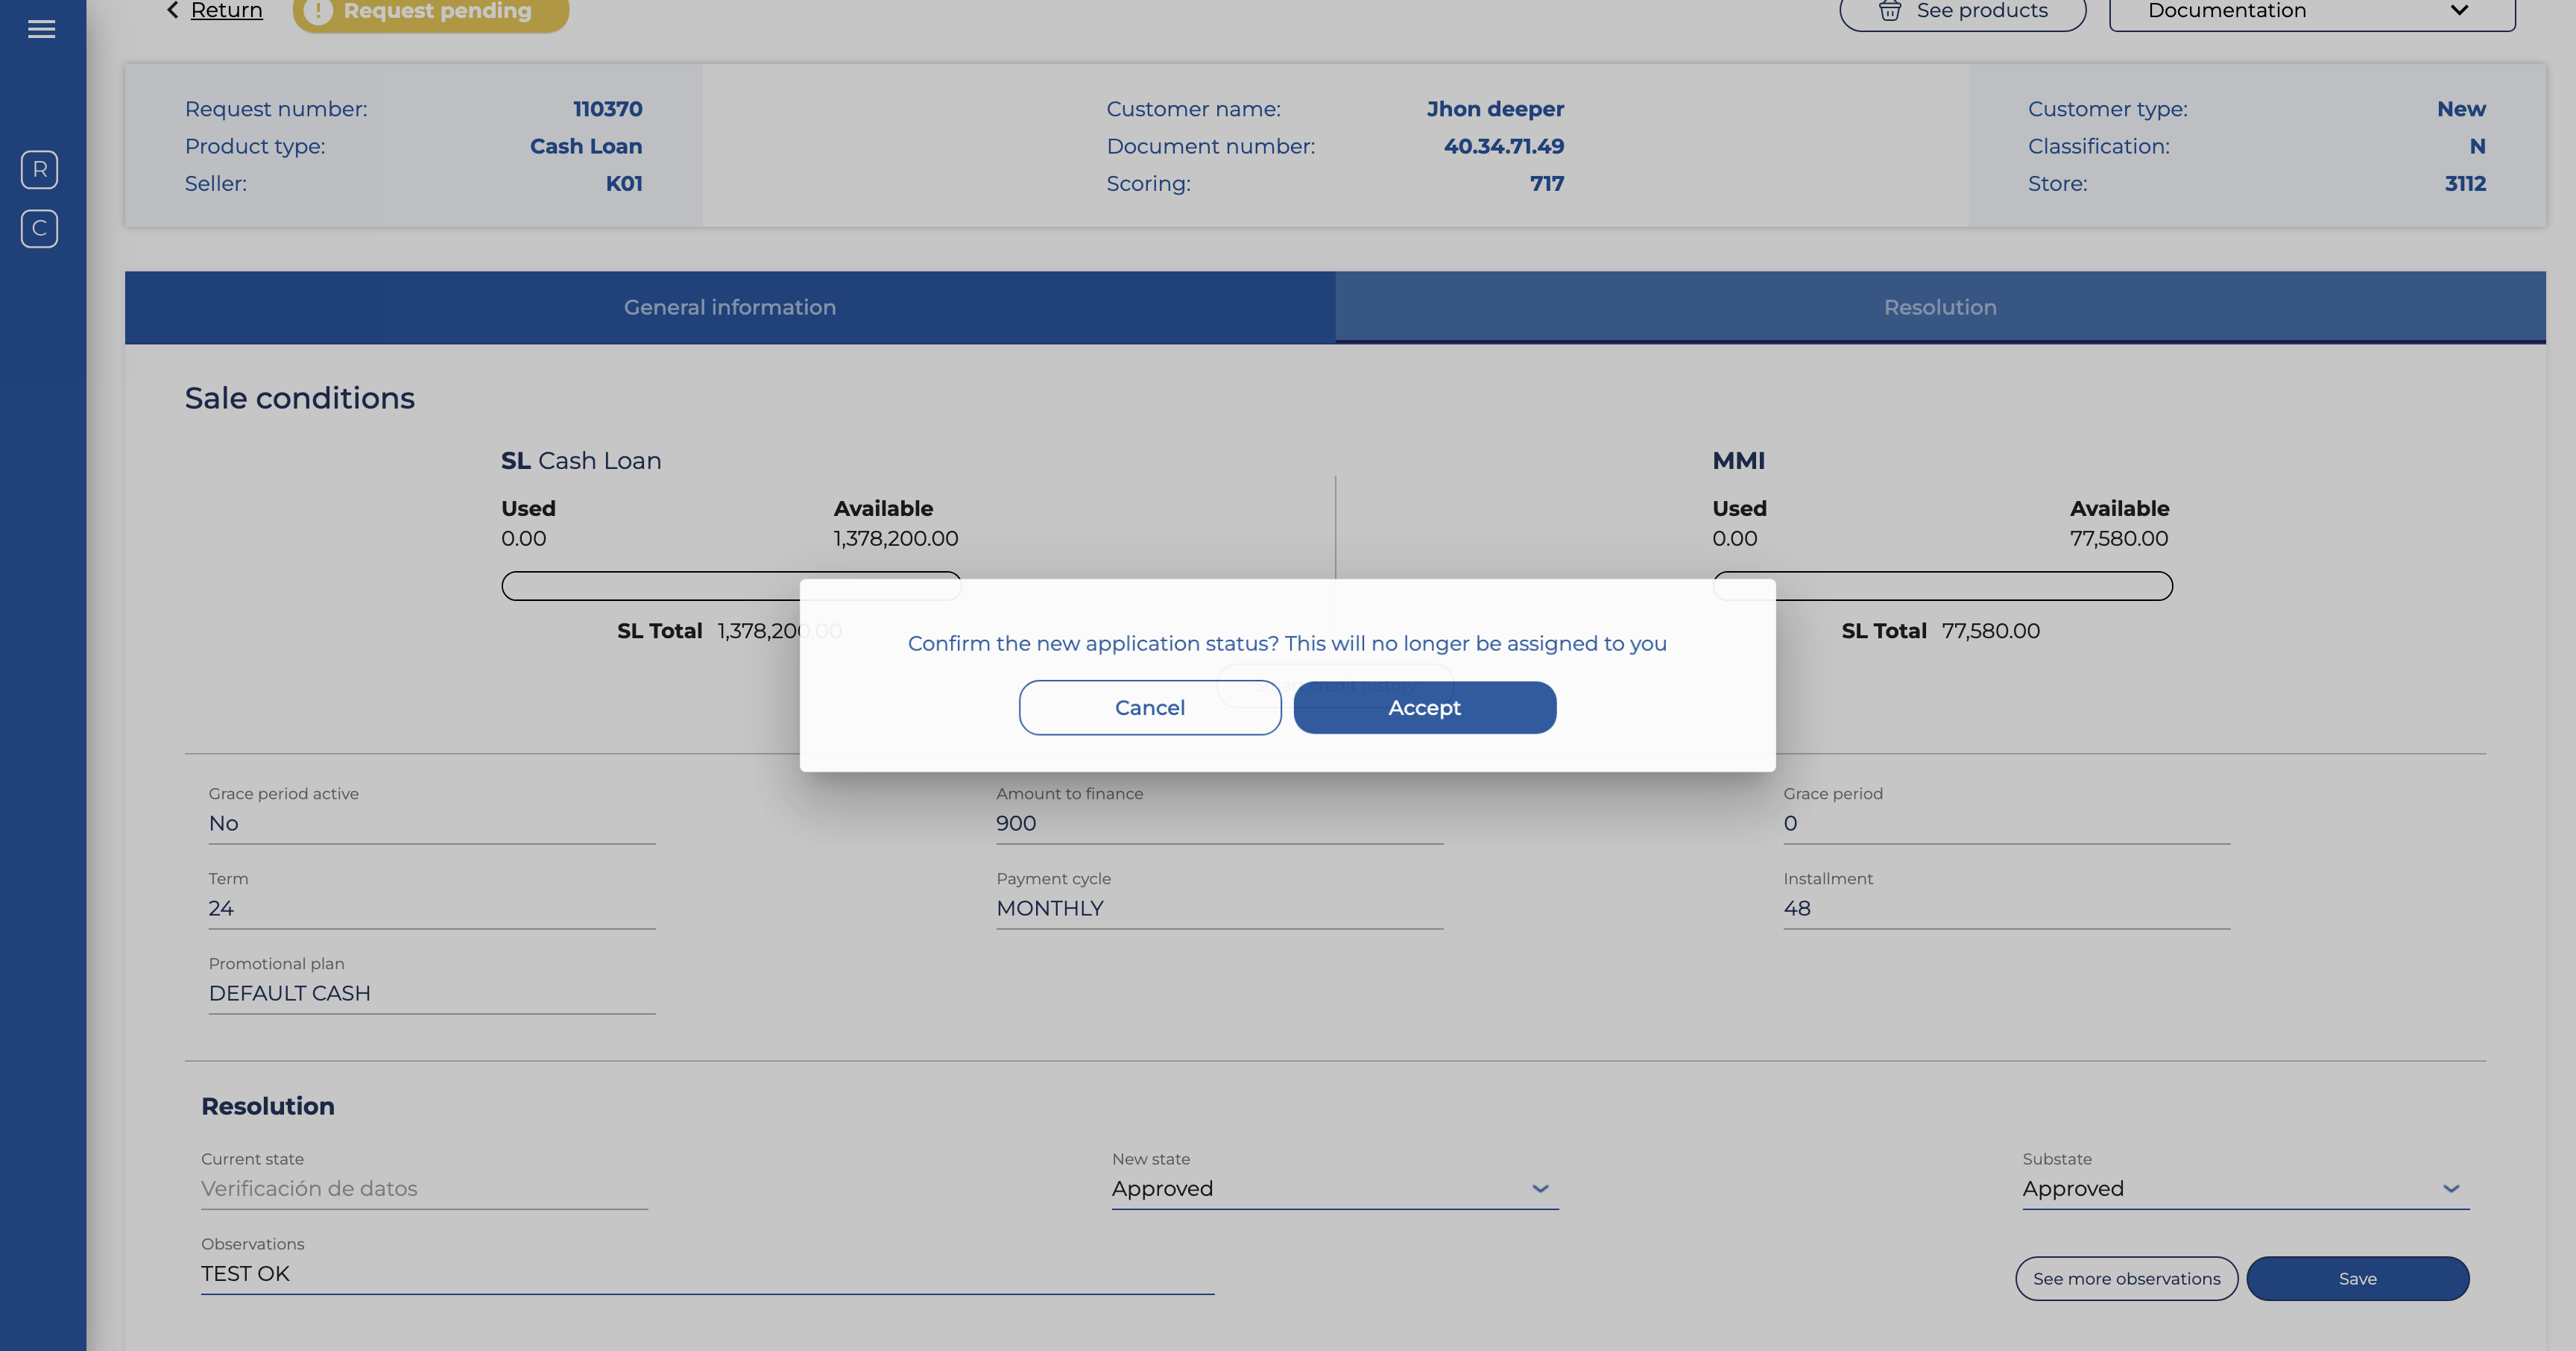 Return
Request pending
See products
Documentation
R
C
Request number: 110370
Product type: Cash Loan
Seller: K01
Customer name: Jhon deeper
Document number: 40.34.71.49
Scoring: 717
Customer type: New
Classification: N
Store: 3112
General information
Resolution
Sale conditions
SL Cash Loan
Used Available
0.00 1,378,200.00
SL Total 1,378,200.00
MMI
Used Available
0.00 77,580.00
SL Total 77,580.00
Confirm the new application status? This will no longer be assigned to you
Cancel
Accept
Grace period active
No
Amount to finance
900
Grace period
0
Term
24
Payment cycle
MONTHLY
Installment
48
Promotional plan
DEFAULT CASH
Resolution
Current state
Verificación de datos
New state
Approved
Substate
Approved
Observations
TEST OK
See more observations
Save